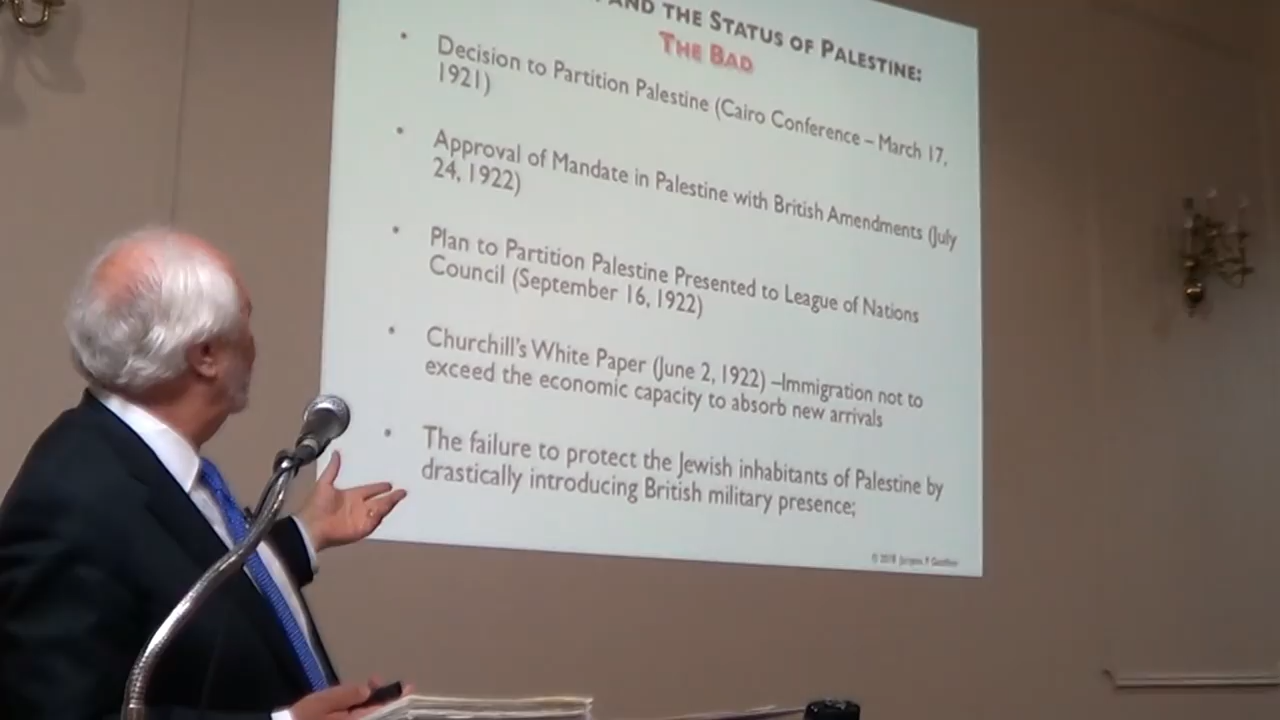 AND THE STATUS OF PALESTINE:
THE BAD
• Decision to Partition Palestine (Cairo Conference – March 17,
1921)
• Approval of Mandate in Palestine with British Amendments (July
24, 1922)
• Plan to Partition Palestine Presented to League of Nations
Council (September 16, 1922)
• Churchill's White Paper (June 2, 1922) –Immigration not to
exceed the economic capacity to absorb new arrivals
• The failure to protect the Jewish inhabitants of Palestine by
drastically introducing British military presence;